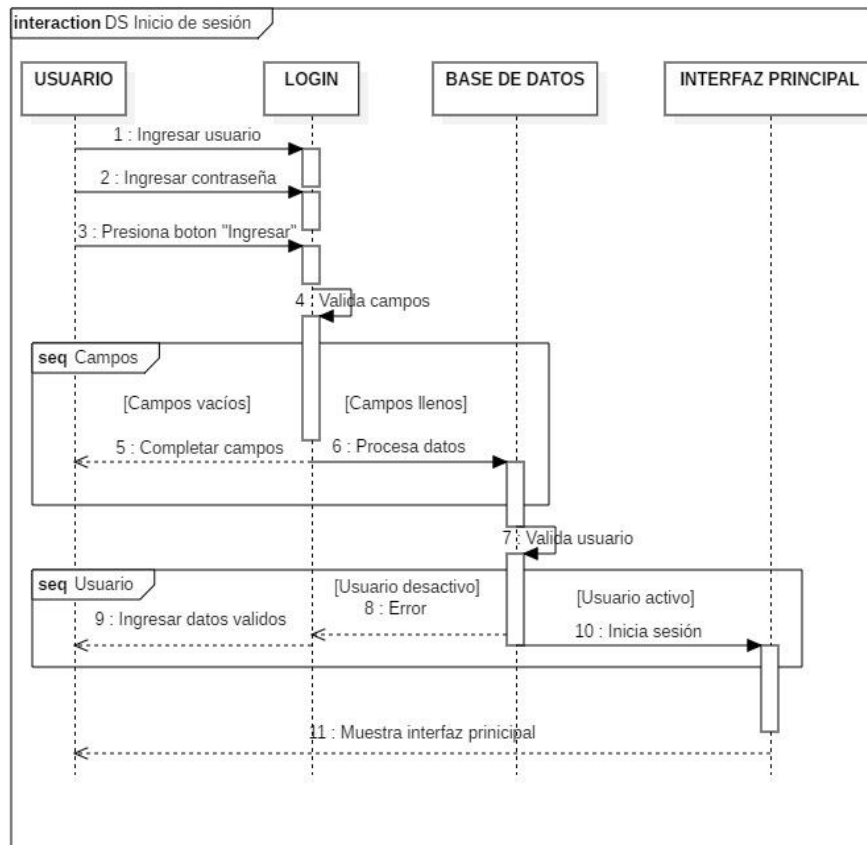 interaction DS Inicio de sesión
USUARIO
LOGIN
BASE DE DATOS
INTERFAZ PRINCIPAL
1 : Ingresar usuario
2 : Ingresar contraseña
3 : Presiona boton "Ingresar"
4 : Valida campos
seq Campos
[Campos vacíos]
[Campos llenos]
5 : Completar campos
6 : Procesa datos
7 : Valida usuario
seq Usuario
[Usuario desactivo]
[Usuario activo]
8 : Error
9 : Ingresar datos validos
10 : Inicia sesión
11 : Muestra interfaz prinicipal